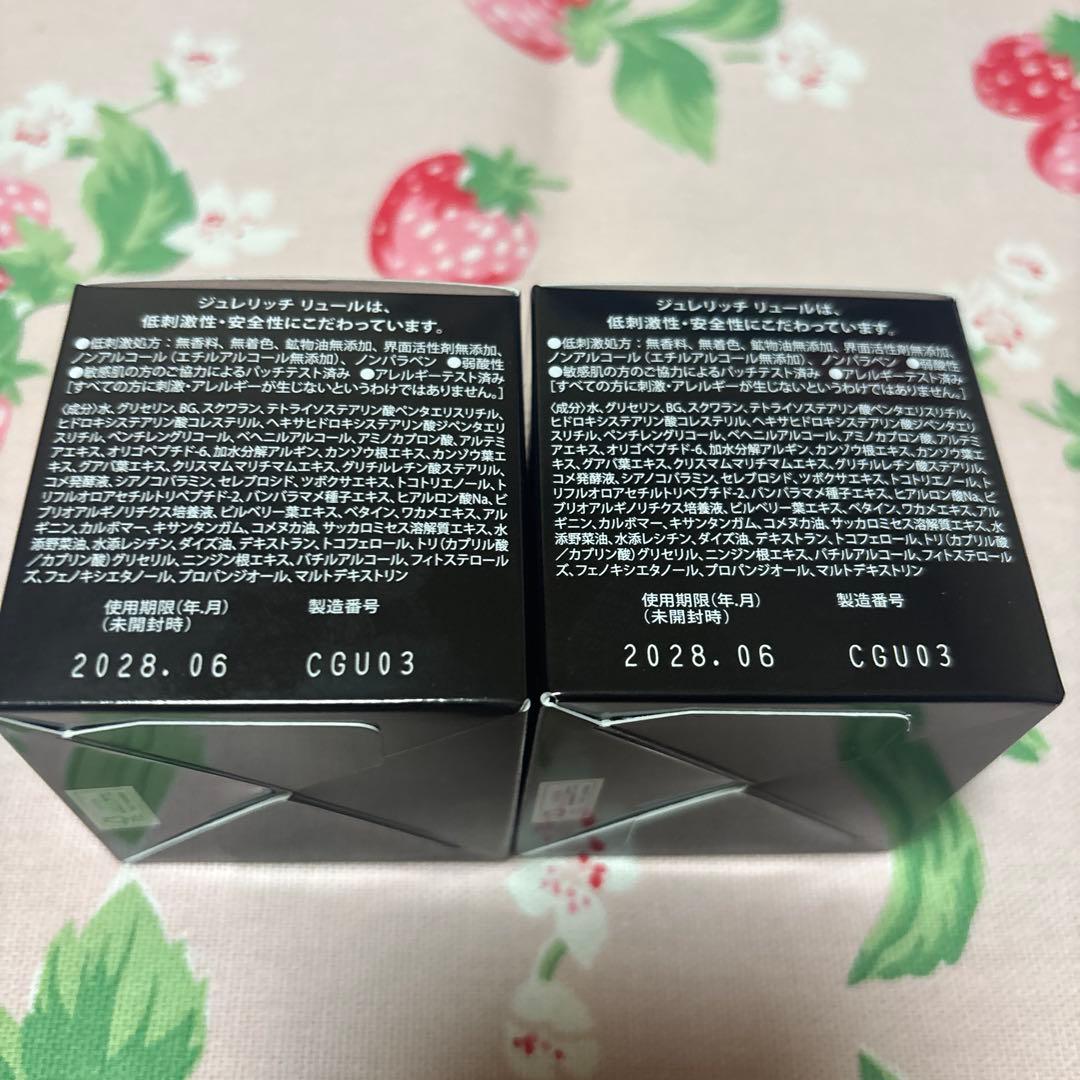 ジュレリッチ リュールは、
低刺激性・安全性にこだわっています。
●低刺激処方：無香料、無着色、鉱物油無添加、界面活性剤無添加、
ノンアルコール（エチルアルコール無添加）、ノンパラベン ●弱酸性
●敏感肌の方のご協力によるパッチテスト済み ●アレルギーテスト済み
[すべての方に刺激・アレルギーが生じないというわけではありません。]
〈成分〉水、グリセリン、BG、スクワラン、テトライソステアリン酸ペンタエリスリチル、
ヒドロキシステアリン酸コレステリル、ヘキサヒドロキシステアリン酸ジペンタエリ
スリチル、ペンチレングリコール、ベヘニルアルコール、アミノカプロン酸、アルテミ
アエキス、オリゴペプチド-6、加水分解アルギン、カンゾウ根エキス、カンゾウ葉エ
キス、グアバ葉エキス、クリスマムマリチマムエキス、グリチルレチン酸ステアリル、
コメ発酵液、シアノコバラミン、セレブロシド、ツボクサエキス、トコトリエノール、ト
リフルオロアセチルトリペプチド-2、バンバラマメ種子エキス、ヒアルロン酸Na、ビ
ブリオアルギノリチクス培養液、ビルベリー葉エキス、ベタイン、ワカメエキス、アル
ギニン、カルボマー、キサンタンガム、コメヌカ油、サッカロミセス溶解質エキス、水
添野菜油、水添レシチン、ダイズ油、デキストラン、トコフェロール、トリ（カプリル酸
／カプリン酸）グリセリル、ニンジン根エキス、バチルアルコール、フィトステロール
ズ、フェノキシエタノール、プロパンジオール、マルトデキストリン
使用期限（年.月） 製造番号
（未開封時）
2028.06 CGU03
ジュレリッチ リュールは、
低刺激性・安全性にこだわっています。
●低刺激処方：無香料、無着色、鉱物油無添加、界面活性剤無添加、
ノンアルコール（エチルアルコール無添加）、ノンパラベン ●弱酸性
●敏感肌の方のご協力によるパッチテスト済み ●アレルギーテスト済み
[すべての方に刺激・アレルギーが生じないというわけではありません。]
〈成分〉水、グリセリン、BG、スクワラン、テトライソステアリン酸ペンタエリスリチル、
ヒドロキシステアリン酸コレステリル、ヘキサヒドロキシステアリン酸ジペンタエリ
スリチル、ペンチレングリコール、ベヘニルアルコール、アミノカプロン酸、アルテミ
アエキス、オリゴペプチド-6、加水分解アルギン、カンゾウ根エキス、カンゾウ葉エ
キス、グアバ葉エキス、クリスマムマリチマムエキス、グリチルレチン酸ステアリル、
コメ発酵液、シアノコバラミン、セレブロシド、ツボクサエキス、トコトリエノール、ト
リフルオロアセチルトリペプチド-2、バンバラマメ種子エキス、ヒアルロン酸Na、ビ
ブリオアルギノリチクス培養液、ビルベリー葉エキス、ベタイン、ワカメエキス、アル
ギニン、カルボマー、キサンタンガム、コメヌカ油、サッカロミセス溶解質エキス、水
添野菜油、水添レシチン、ダイズ油、デキストラン、トコフェロール、トリ（カプリル酸
／カプリン酸）グリセリル、ニンジン根エキス、バチルアルコール、フィトステロール
ズ、フェノキシエタノール、プロパンジオール、マルトデキストリン
使用期限（年.月） 製造番号
（未開封時）
2028.06 CGU03